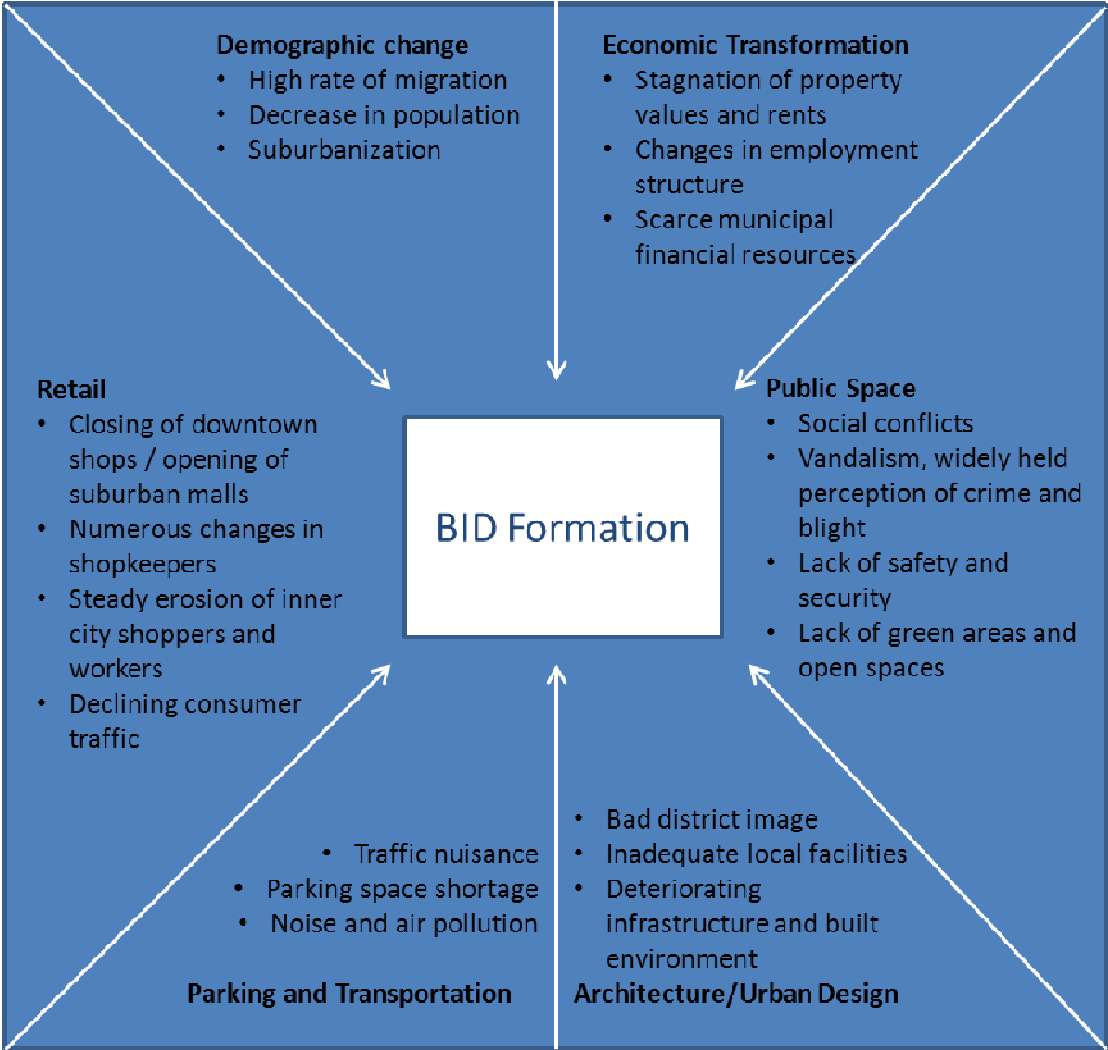 Demographic change
• High rate of migration
• Decrease in population
• Suburbanization
Economic Transformation
• Stagnation of property
values and rents
• Changes in employment
structure
• Scarce municipal
financial resources
Retail
• Closing of downtown
shops / opening of
suburban malls
• Numerous changes in
shopkeepers
• Steady erosion of inner
city shoppers and
workers
• Declining consumer
traffic
BID Formation
Public Space
• Social conflicts
• Vandalism, widely held
perception of crime and
blight
• Lack of safety and
security
• Lack of green areas and
open spaces
• Traffic nuisance
• Parking space shortage
• Noise and air pollution
Parking and Transportation
• Bad district image
• Inadequate local facilities
• Deteriorating
infrastructure and built
environment
Architecture/Urban Design